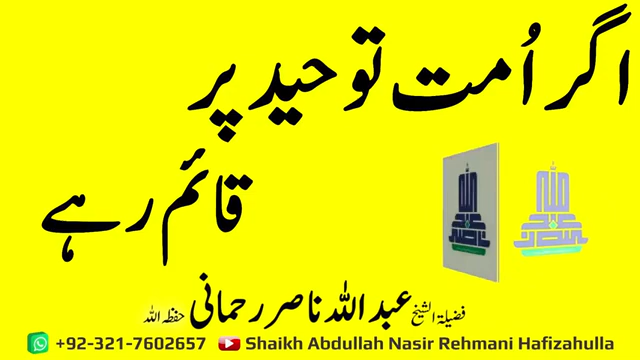 اگر اُمت توحید پر
قائم رہے
فضیلۃ الشیخ عبداللہ ناصر رحمانی حفظہ اللہ
+92-321-7602657 Shaikh Abdullah Nasir Rehmani Hafizahulla